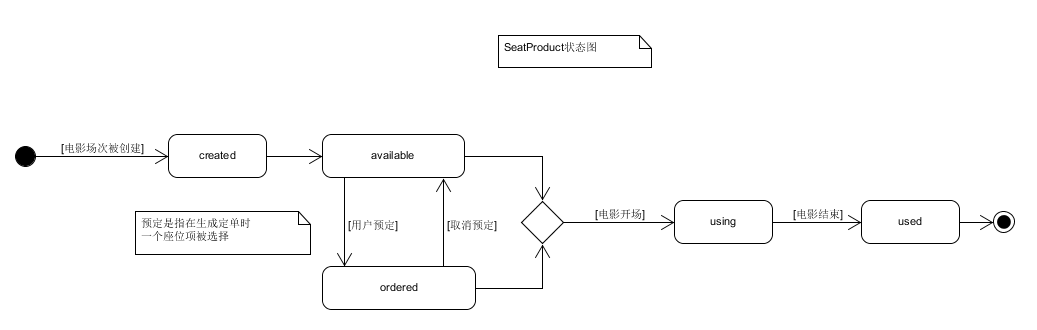 SeatProduct状态图
[电影场次被创建]
created
available
预定是指在生成定单时
一个座位项被选择
[用户预定]
[取消预定]
[电影开场]
using
[电影结束]
used
ordered